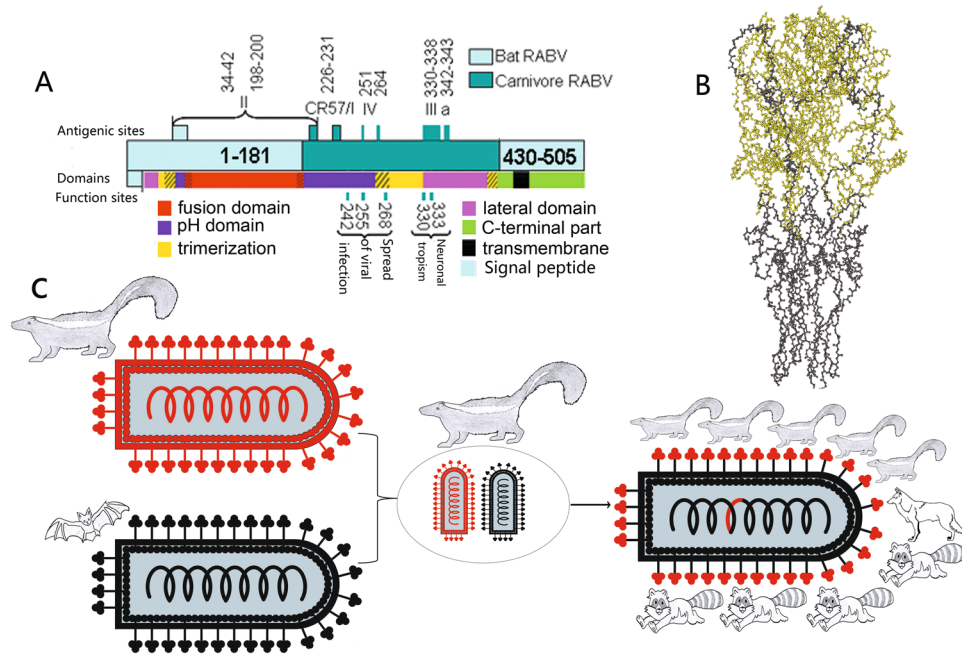 A
34-42
198-200
226-231
251
264
330-338
342-343
Bat RABV
Carnivore RABV
II
CR57/I
IV
III
a
Antigenic sites
1-181
430-505
Domains
Function sites
fusion domain
pH domain
trimerization
242
255
268
330
333
infection
of viral
Spread
tropism
Neuronal
lateral domain
C-terminal part
transmembrane
Signal peptide
B
C